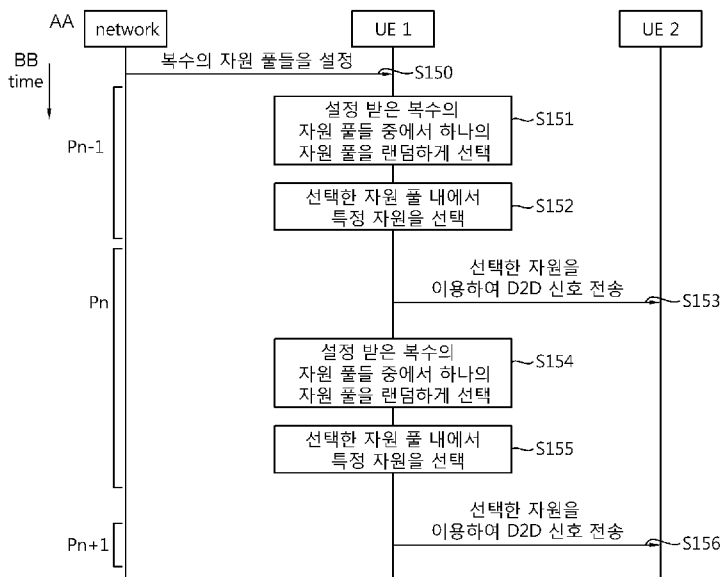 AA
network
UE 1
UE 2
BB
time
복수의 자원 풀들을 설정
S150
Pn-1
설정 받은 복수의
자원 풀들 중에서 하나의
자원 풀을 랜덤하게 선택
S151
선택한 자원 풀 내에서
특정 자원을 선택
S152
Pn
선택한 자원을
이용하여 D2D 신호 전송
S153
설정 받은 복수의
자원 풀들 중에서 하나의
자원 풀을 랜덤하게 선택
S154
선택한 자원 풀 내에서
특정 자원을 선택
S155
Pn+1
선택한 자원을
이용하여 D2D 신호 전송
S156